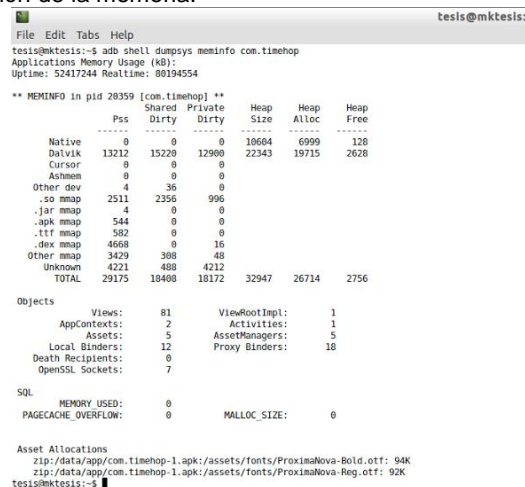 ión de la memoria.
tesis@mktesis:
File Edit Tabs Help
tesis@mktesis:~$ adb shell dumpsys meminfo com.timehop
Applications Memory Usage (kB):
Uptime: 52417244 Realtime: 80194554
** MEMINFO in pid 20359 [com.timehop] **
Shared Private Heap Heap Heap
Pss Dirty Dirty Size Alloc Free
------ ------ ------ ------ ------ ------
Native 0 0 0 10604 6999 128
Dalvik 13212 15220 12900 22343 19715 2628
Cursor 0 0 0
Ashmem 0 0 0
Other dev 4 36 0
.so mmap 2511 2356 996
.jar mmap 4 0 0
.apk mmap 544 0 0
.ttf mmap 582 0 0
.dex mmap 4668 0 16
Other mmap 3429 308 48
Unknown 4221 488 4212
TOTAL 29175 18408 18172 32947 26714 2756
Objects
Views: 81 ViewRootImpl: 1
AppContexts: 2 Activities: 1
Assets: 5 AssetManagers: 5
Local Binders: 12 Proxy Binders: 18
Death Recipients: 0
OpenSSL Sockets: 7
SQL
MEMORY_USED: 0
PAGECACHE_OVERFLOW: 0 MALLOC_SIZE: 0
Asset Allocations
zip:/data/app/com.timehop-1.apk:/assets/fonts/ProximaNova-Bold.otf: 94K
zip:/data/app/com.timehop-1.apk:/assets/fonts/ProximaNova-Reg.otf: 92K
tesis@mktesis:~$